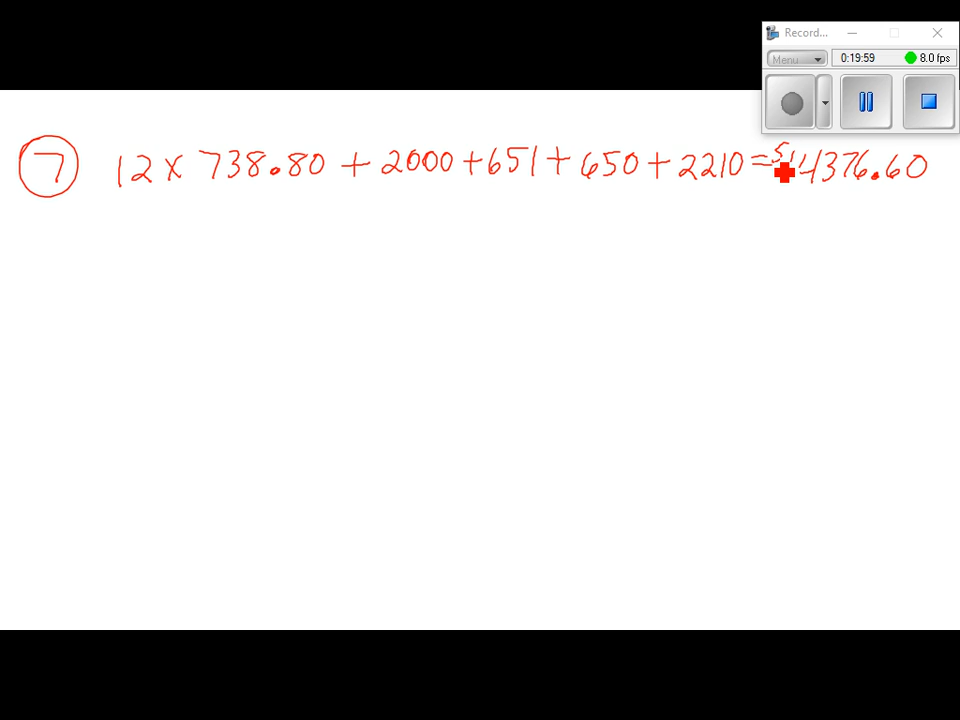 Record...
Menu 0:19:59 8.0 fps
7 12 x 738.80 + 2000 + 651 + 650 + 2210 = $14376.60